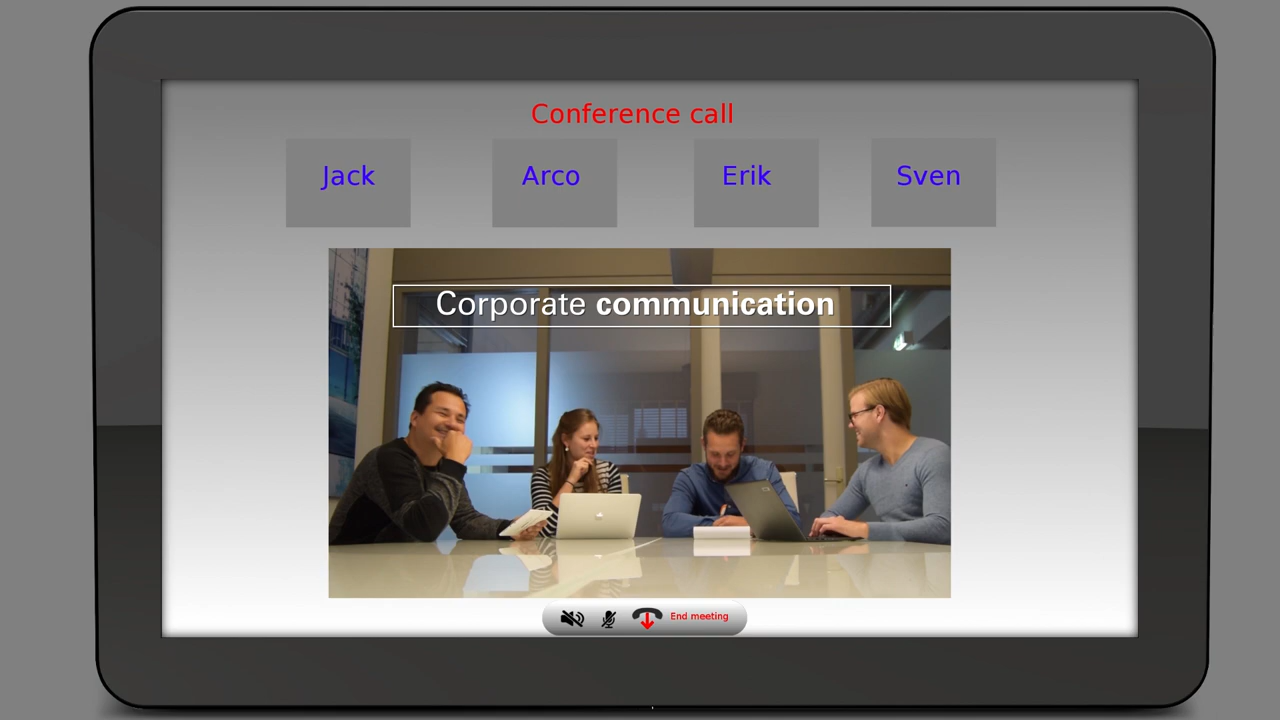 Conference call
Jack Arco Erik Sven
Corporate communication
End meeting